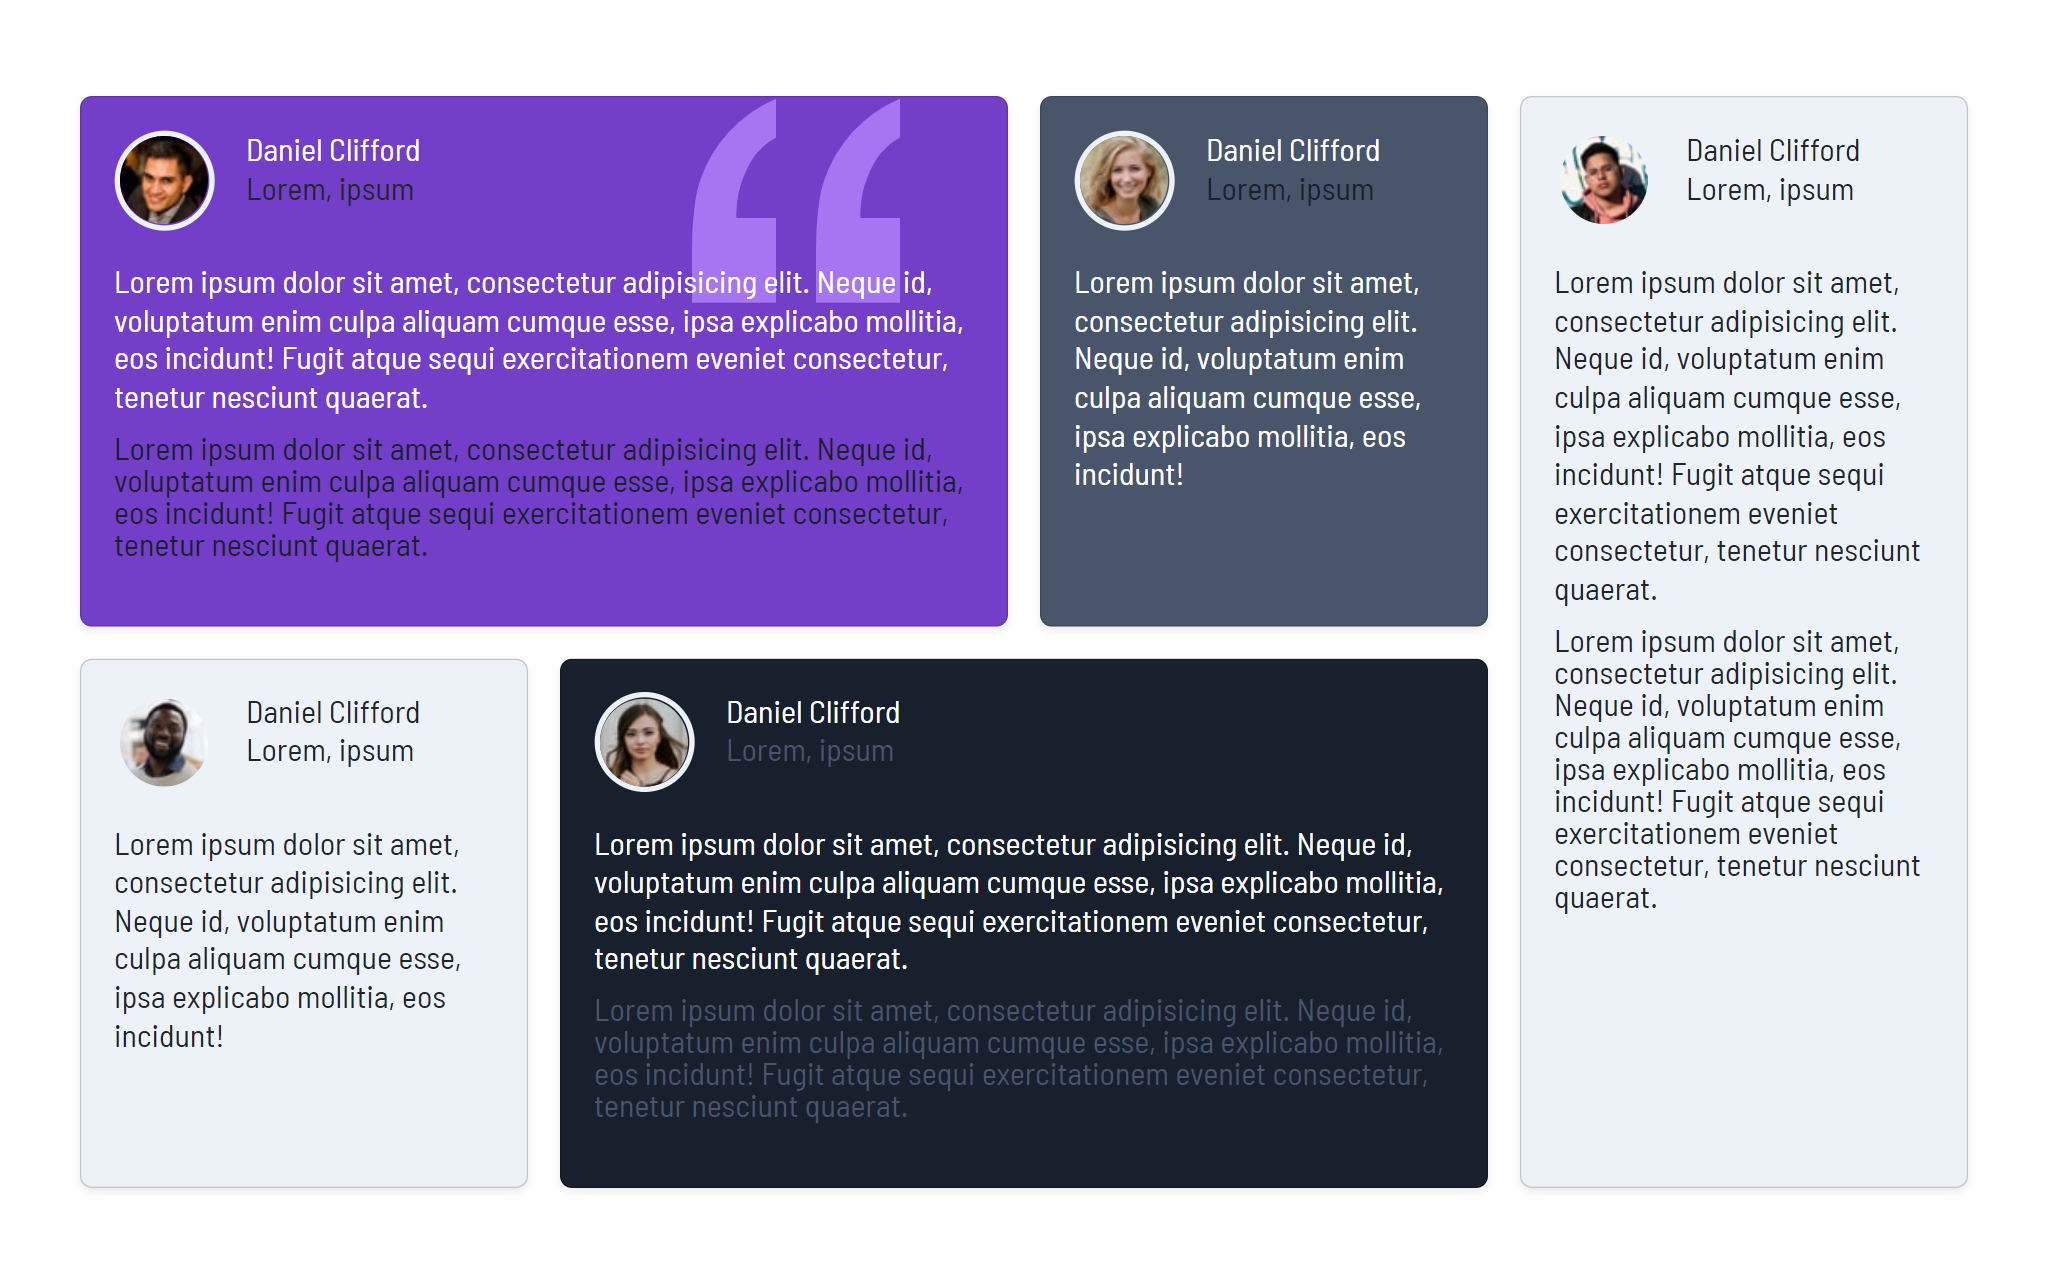 Daniel Clifford
Lorem, ipsum
Lorem ipsum dolor sit amet, consectetur adipisicing elit. Neque id,
voluptatum enim culpa aliquam cumque esse, ipsa explicabo mollitia,
eos incidunt! Fugit atque sequi exercitationem eveniet consectetur,
tenetur nesciunt quaerat.
Lorem ipsum dolor sit amet, consectetur adipisicing elit. Neque id,
voluptatum enim culpa aliquam cumque esse, ipsa explicabo mollitia,
eos incidunt! Fugit atque sequi exercitationem eveniet consectetur,
tenetur nesciunt quaerat.
Daniel Clifford
Lorem, ipsum
Lorem ipsum dolor sit amet,
consectetur adipisicing elit.
Neque id, voluptatum enim
culpa aliquam cumque esse,
ipsa explicabo mollitia, eos
incidunt!
Daniel Clifford
Lorem, ipsum
Lorem ipsum dolor sit amet,
consectetur adipisicing elit.
Neque id, voluptatum enim
culpa aliquam cumque esse,
ipsa explicabo mollitia, eos
incidunt! Fugit atque sequi
exercitationem eveniet
consectetur, tenetur nesciunt
quaerat.
Lorem ipsum dolor sit amet,
consectetur adipisicing elit.
Neque id, voluptatum enim
culpa aliquam cumque esse,
ipsa explicabo mollitia, eos
incidunt! Fugit atque sequi
exercitationem eveniet
consectetur, tenetur nesciunt
quaerat.
Daniel Clifford
Lorem, ipsum
Lorem ipsum dolor sit amet,
consectetur adipisicing elit.
Neque id, voluptatum enim
culpa aliquam cumque esse,
ipsa explicabo mollitia, eos
incidunt!
Daniel Clifford
Lorem, ipsum
Lorem ipsum dolor sit amet, consectetur adipisicing elit. Neque id,
voluptatum enim culpa aliquam cumque esse, ipsa explicabo mollitia,
eos incidunt! Fugit atque sequi exercitationem eveniet consectetur,
tenetur nesciunt quaerat.
Lorem ipsum dolor sit amet, consectetur adipisicing elit. Neque id,
voluptatum enim culpa aliquam cumque esse, ipsa explicabo mollitia,
eos incidunt! Fugit atque sequi exercitationem eveniet consectetur,
tenetur nesciunt quaerat.